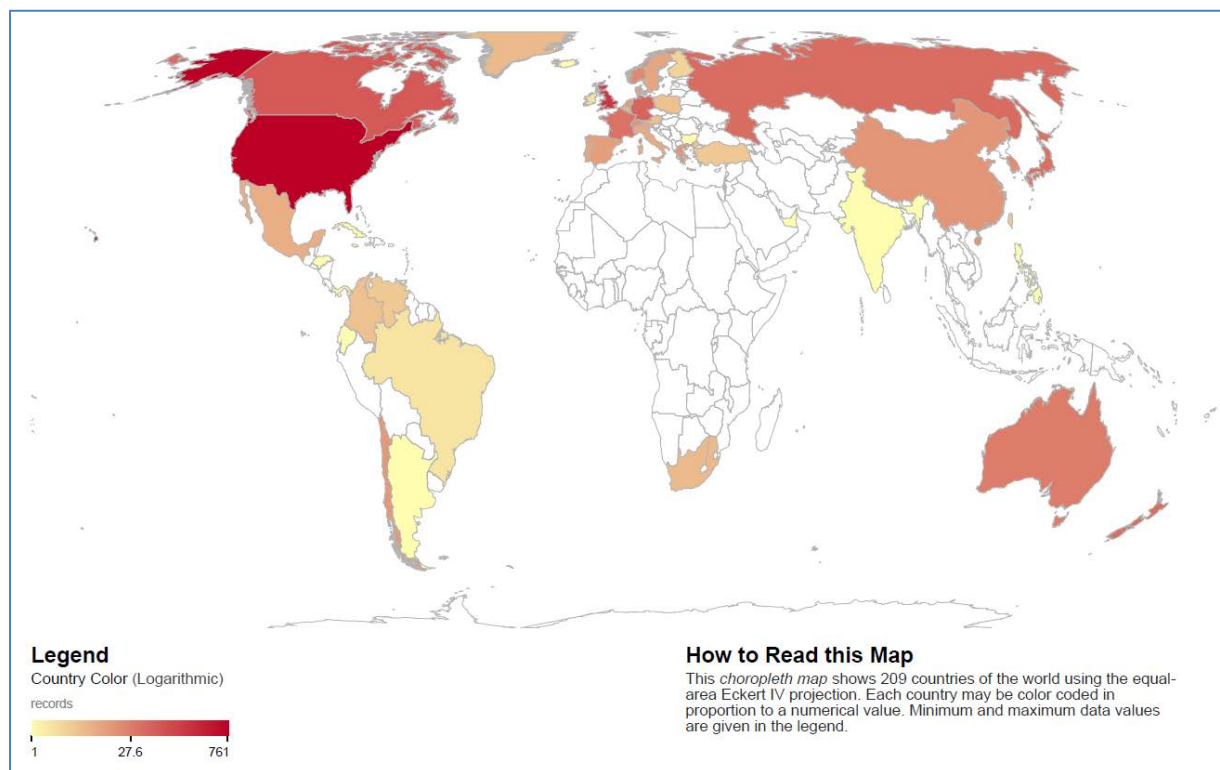 Legend
Country Color (Logarithmic)
records
1 27.6 761
How to Read this Map
This choropleth map shows 209 countries of the world using the equal-
area Eckert IV projection. Each country may be color coded in
proportion to a numerical value. Minimum and maximum data values
are given in the legend.